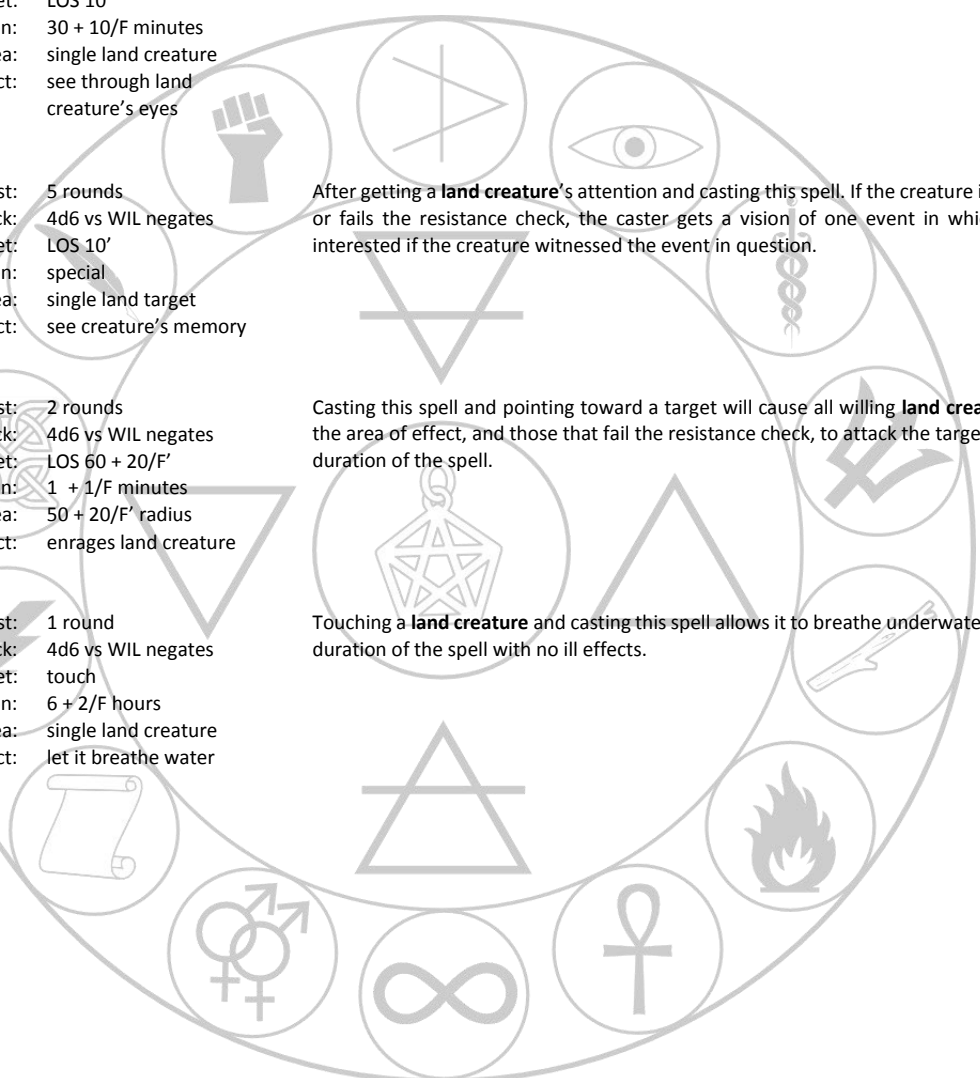 et: LOS 10
n: 30 + 10/F minutes
ea: single land creature
ct: see through land
creature's eyes
st: 5 rounds
ck: 4d6 vs WIL negates
et: LOS 10'
n: special
ea: single land target
ct: see creature's memory
After getting a land creature's attention and casting this spell. If the creature i
or fails the resistance check, the caster gets a vision of one event in whi
interested if the creature witnessed the event in question.
st: 2 rounds
ck: 4d6 vs WIL negates
et: LOS 60 + 20/F'
n: 1 + 1/F minutes
ea: 50 + 20/F' radius
ct: enrages land creature
Casting this spell and pointing toward a target will cause all willing land crea
the area of effect, and those that fail the resistance check, to attack the targe
duration of the spell.
st: 1 round
ck: 4d6 vs WIL negates
et: touch
n: 6 + 2/F hours
ea: single land creature
ct: let it breathe water
Touching a land creature and casting this spell allows it to breathe underwate
duration of the spell with no ill effects.